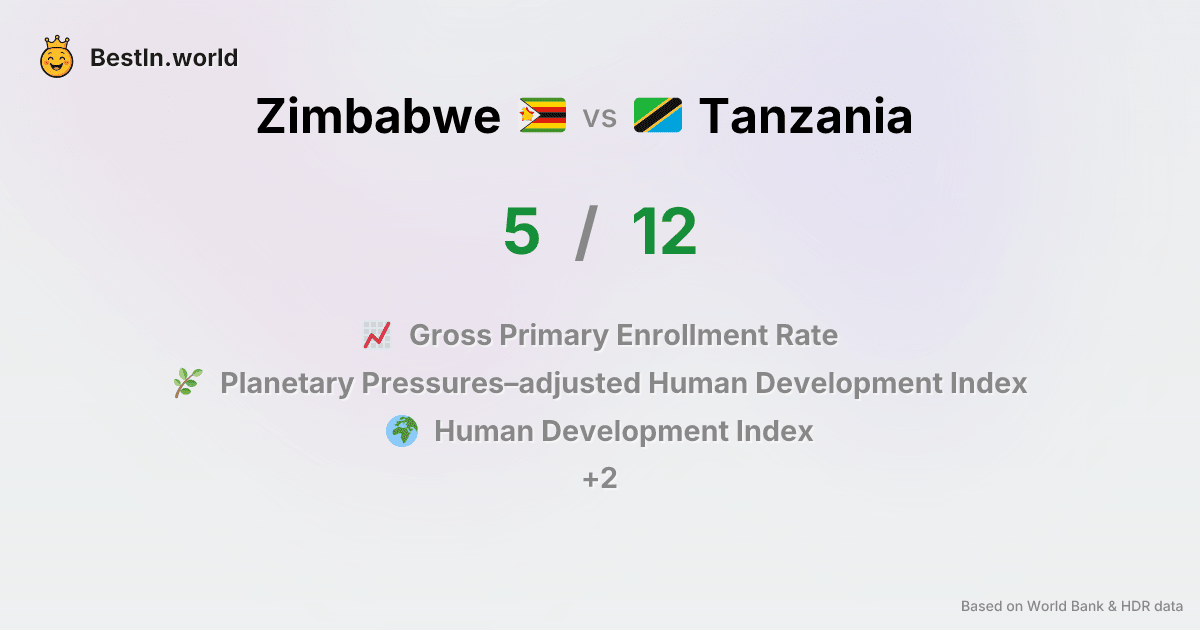 BestIn.world
Zimbabwe vs Tanzania
5 / 12
Gross Primary Enrollment Rate
Planetary Pressures–adjusted Human Development Index
Human Development Index
+2
Based on World Bank & HDR data